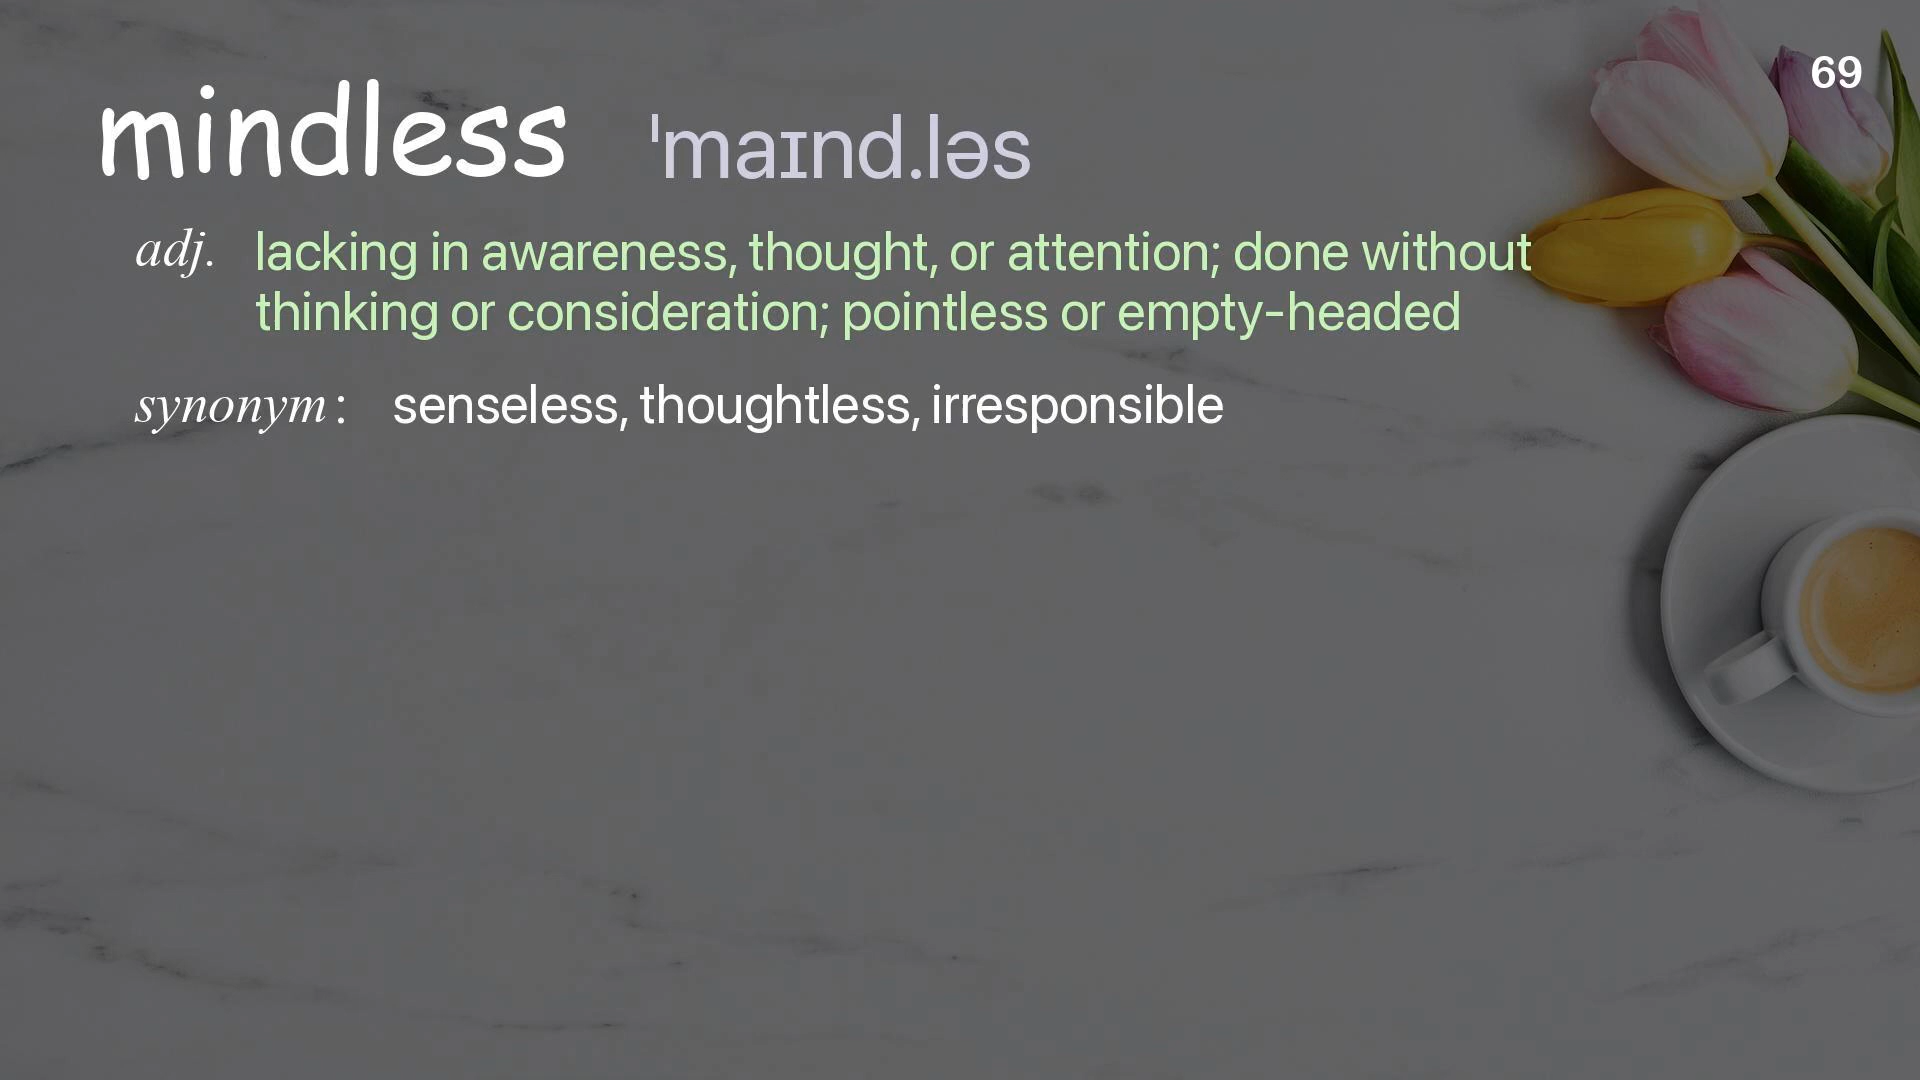 69
mindless ˈmaɪnd.ləs
adj. lacking in awareness, thought, or attention; done without
thinking or consideration; pointless or empty-headed
synonym: senseless, thoughtless, irresponsible